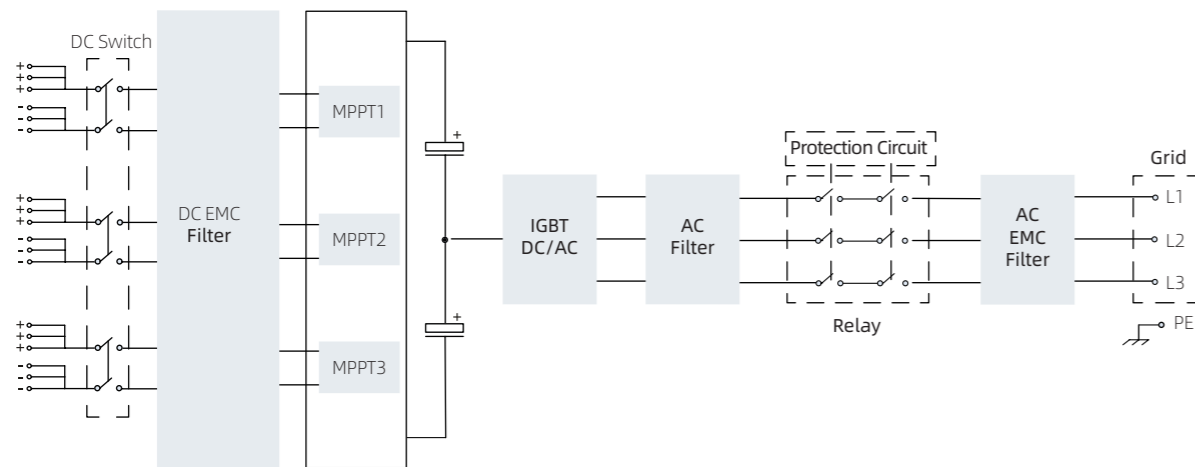 DC Switch
+
+
+
-
-
-
+
+
+
-
-
-
+
+
+
-
-
-
DC EMC
Filter
MPPT1
MPPT2
MPPT3
+
+
IGBT
DC/AC
AC
Filter
Protection Circuit
Relay
AC
EMC
Filter
Grid
L1
L2
L3
PE